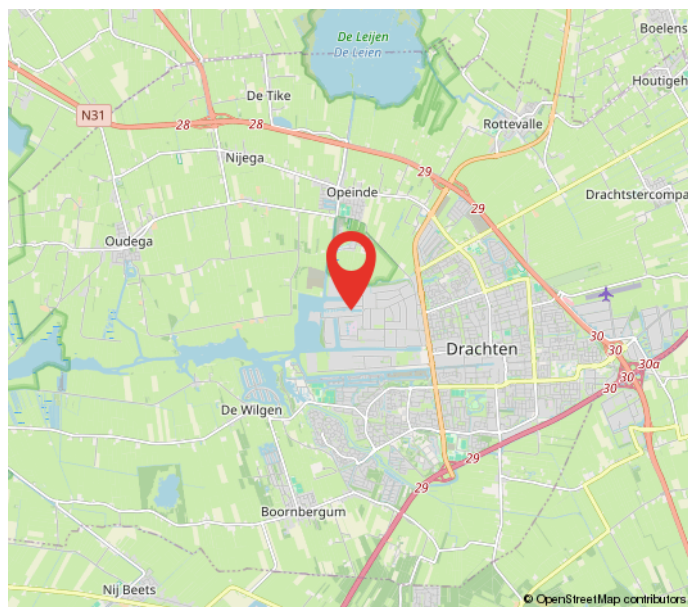 Boelens
De Leijen
De Leien
Houtigeh
De Tike
N31
28
28
Rottevalle
Nijega
29
Opeinde
Drachtstercompa
29
Oudega
30
30
Drachten
30a
30
30
De Wilgen
29
29
Boornbergum
Nij Beets
© OpenStreetMap contributors